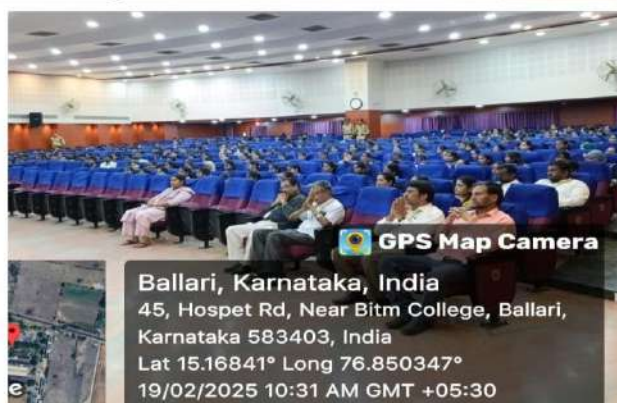 GPS Map Camera
Ballari, Karnataka, India
45, Hospet Rd, Near Bitm College, Ballari,
Karnataka 583403, India
Lat 15.16841° Long 76.850347°
19/02/2025 10:31 AM GMT +05:30
e